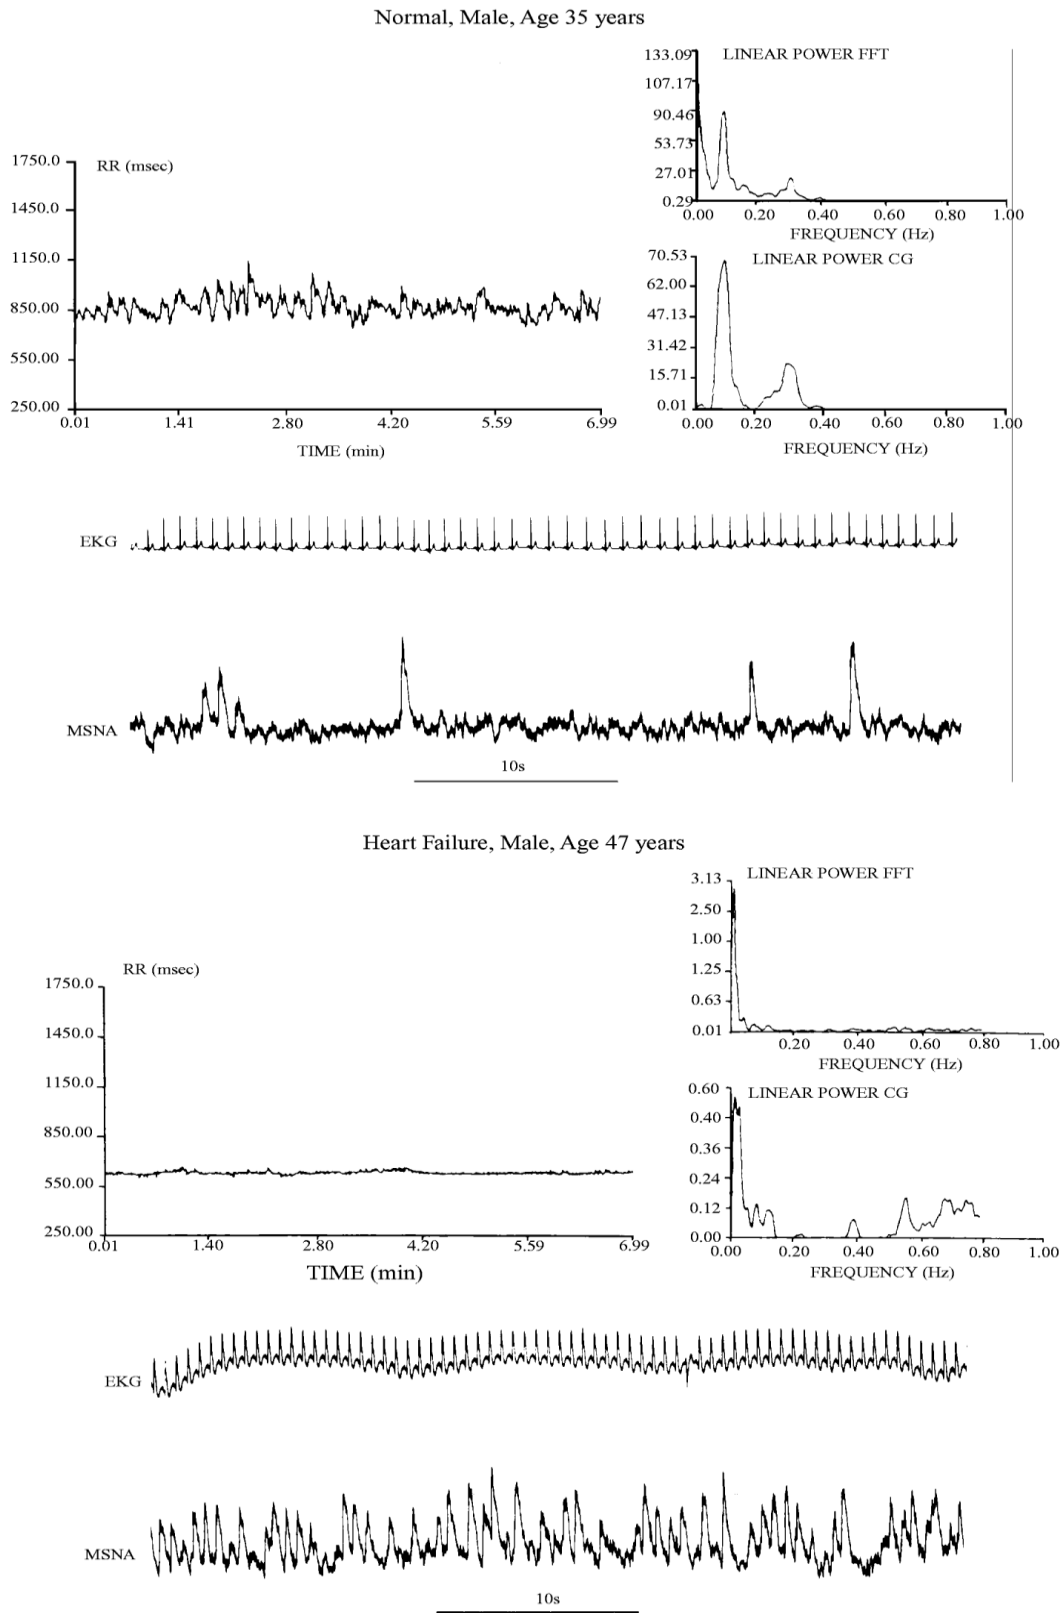 Normal, Male, Age 35 years
LINEAR POWER FFT
133.09
107.17
90.46
53.73
27.01
0.29
0.00 0.20 0.40 0.60 0.80 1.00
FREQUENCY (Hz)
RR (msec)
1750.0
1450.0
1150.0
850.00
550.00
250.00
0.01 1.41 2.80 4.20 5.59 6.99
TIME (min)
LINEAR POWER CG
70.53
62.00
47.13
31.42
15.71
0.01
0.00 0.20 0.40 0.60 0.80 1.00
FREQUENCY (Hz)
EKG
MSNA
10s
Heart Failure, Male, Age 47 years
LINEAR POWER FFT
3.13
2.50
1.00
1.25
0.63
0.01
0.20 0.40 0.60 0.80 1.00
FREQUENCY (Hz)
RR (msec)
1750.0
1450.0
1150.0
850.00
550.00
250.00
0.01 1.40 2.80 4.20 5.59 6.99
TIME (min)
LINEAR POWER CG
0.60
0.40
0.36
0.24
0.12
0.00
0.00 0.20 0.40 0.60 0.80 1.00
FREQUENCY (Hz)
EKG
MSNA
10s